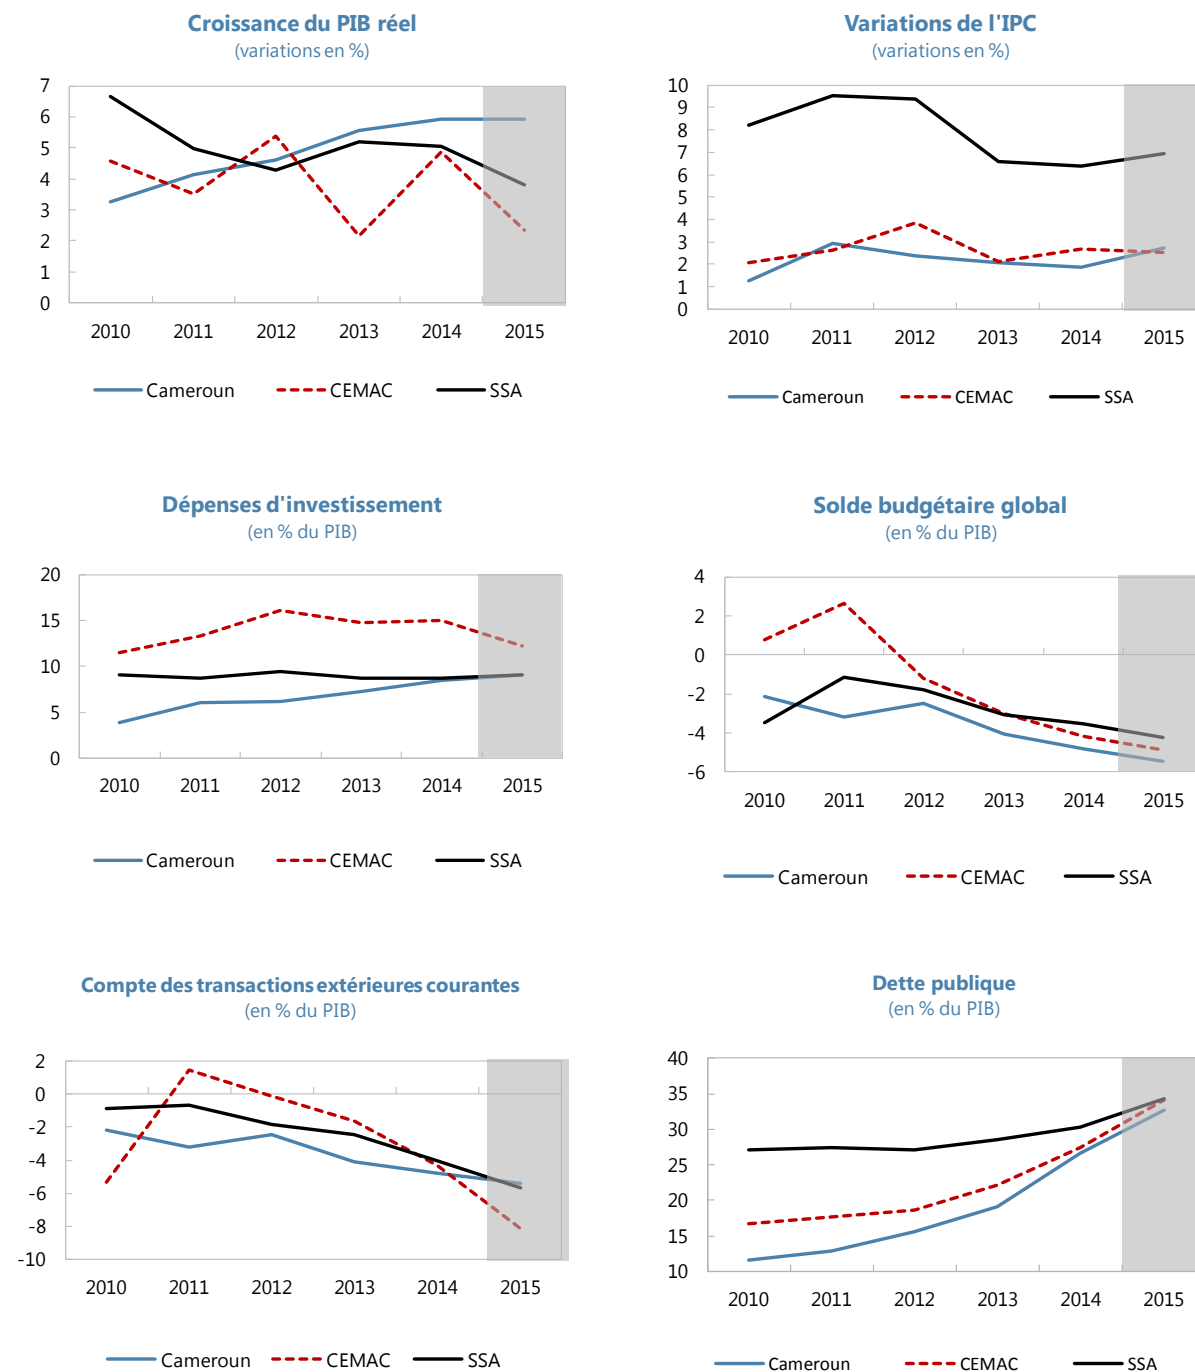 Croissance du PIB réel
(variations en %)
7
6
5
4
3
2
1
0
2010 2011 2012 2013 2014 2015
Cameroun CEMAC SSA
Variations de l'IPC
(variations en %)
10
9
8
7
6
5
4
3
2
1
0
2010 2011 2012 2013 2014 2015
Cameroun CEMAC SSA
Dépenses d'investissement
(en % du PIB)
20
15
10
5
0
2010 2011 2012 2013 2014 2015
Cameroun CEMAC SSA
Solde budgétaire global
(en % du PIB)
4
2
0
-2
-4
-6
2010 2011 2012 2013 2014 2015
Cameroun CEMAC SSA
Compte des transactions extérieures courantes
(en % du PIB)
2
0
-2
-4
-6
-8
-10
2010 2011 2012 2013 2014 2015
Cameroun CEMAC SSA
Dette publique
(en % du PIB)
40
35
30
25
20
15
10
2010 2011 2012 2013 2014 2015
Cameroun CEMAC SSA